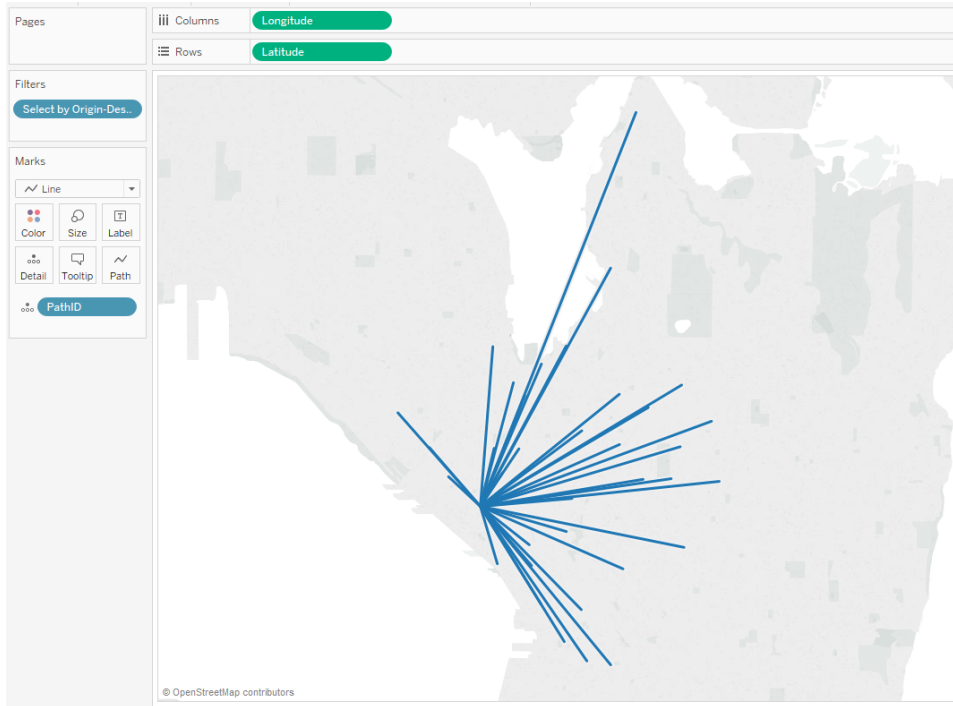 Pages
Columns Longitude
Rows Latitude
Filters
Select by Origin-Des..
Marks
Line
Color Size Label
Detail Tooltip Path
PathID
© OpenStreetMap contributors